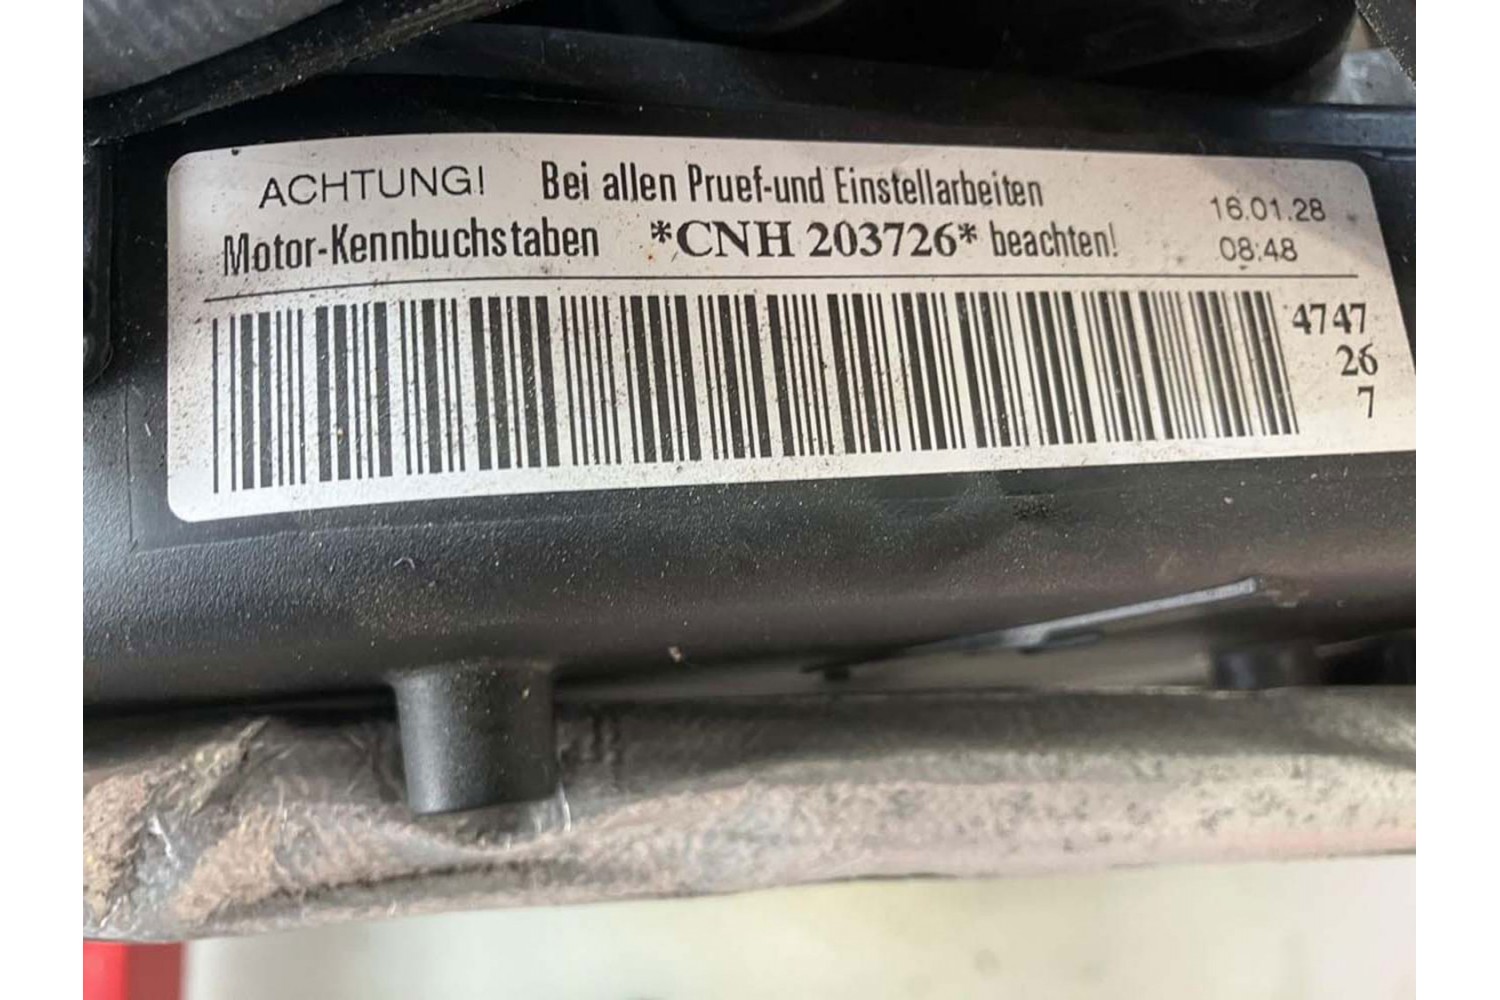 ACHTUNG! Bei allen Pruef-und Einstellarbeiten 16.01.28
Motor-Kennbuchstaben *CNH 203726* beachten! 08:48
4747
26
7